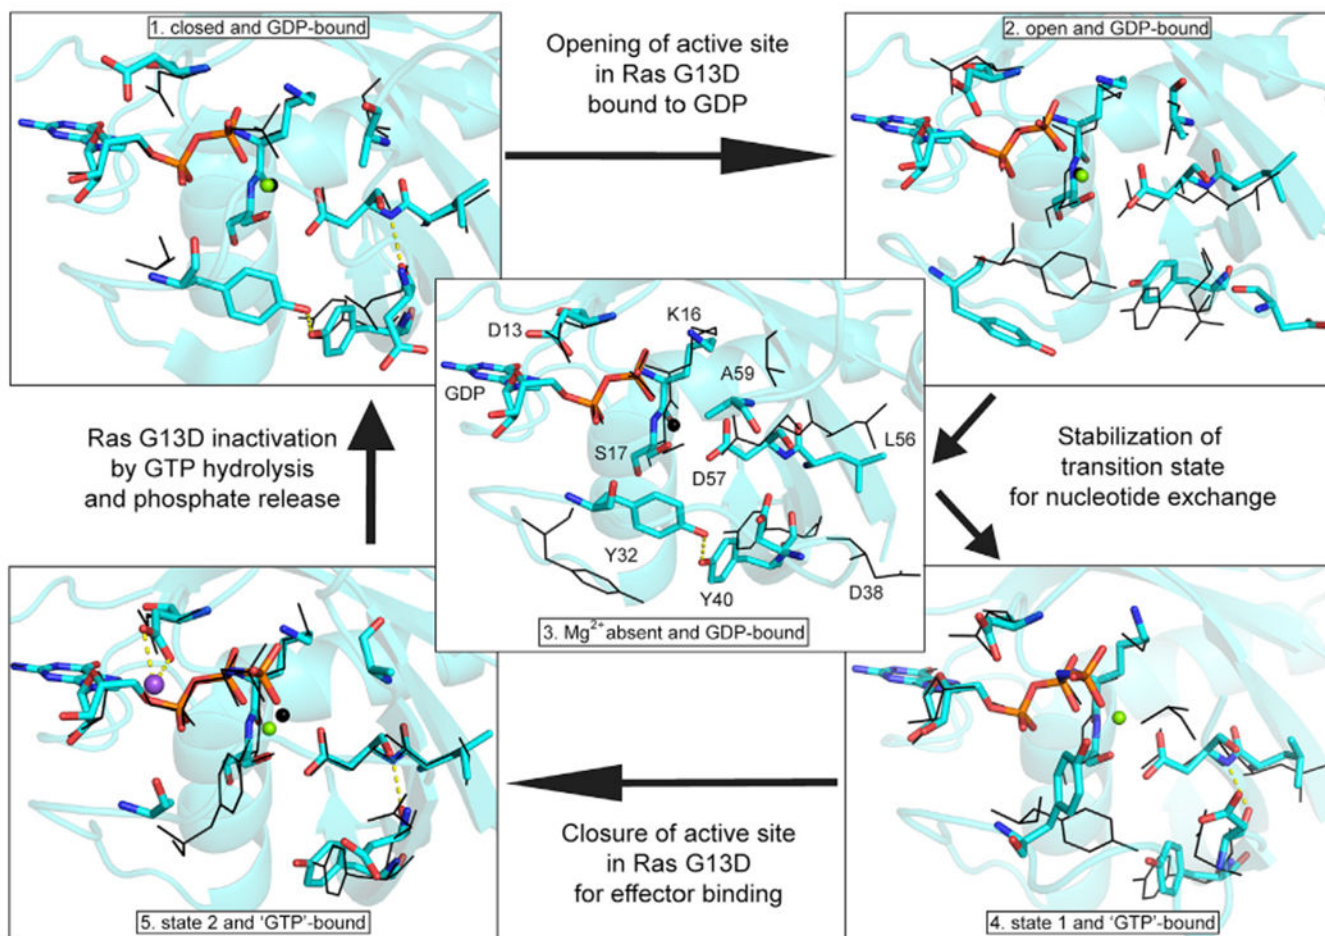 1. closed and GDP-bound
Opening of active site
in Ras G13D
bound to GDP
2. open and GDP-bound
D13
K16
GDP
A59
S17
L56
D57
Y32
D38
Y40
3. Mg²⁺ absent and GDP-bound
Ras G13D inactivation
by GTP hydrolysis
and phosphate release
Stabilization of
transition state
for nucleotide exchange
5. state 2 and ‘GTP’-bound
Closure of active site
in Ras G13D
for effector binding
4. state 1 and ‘GTP’-bound